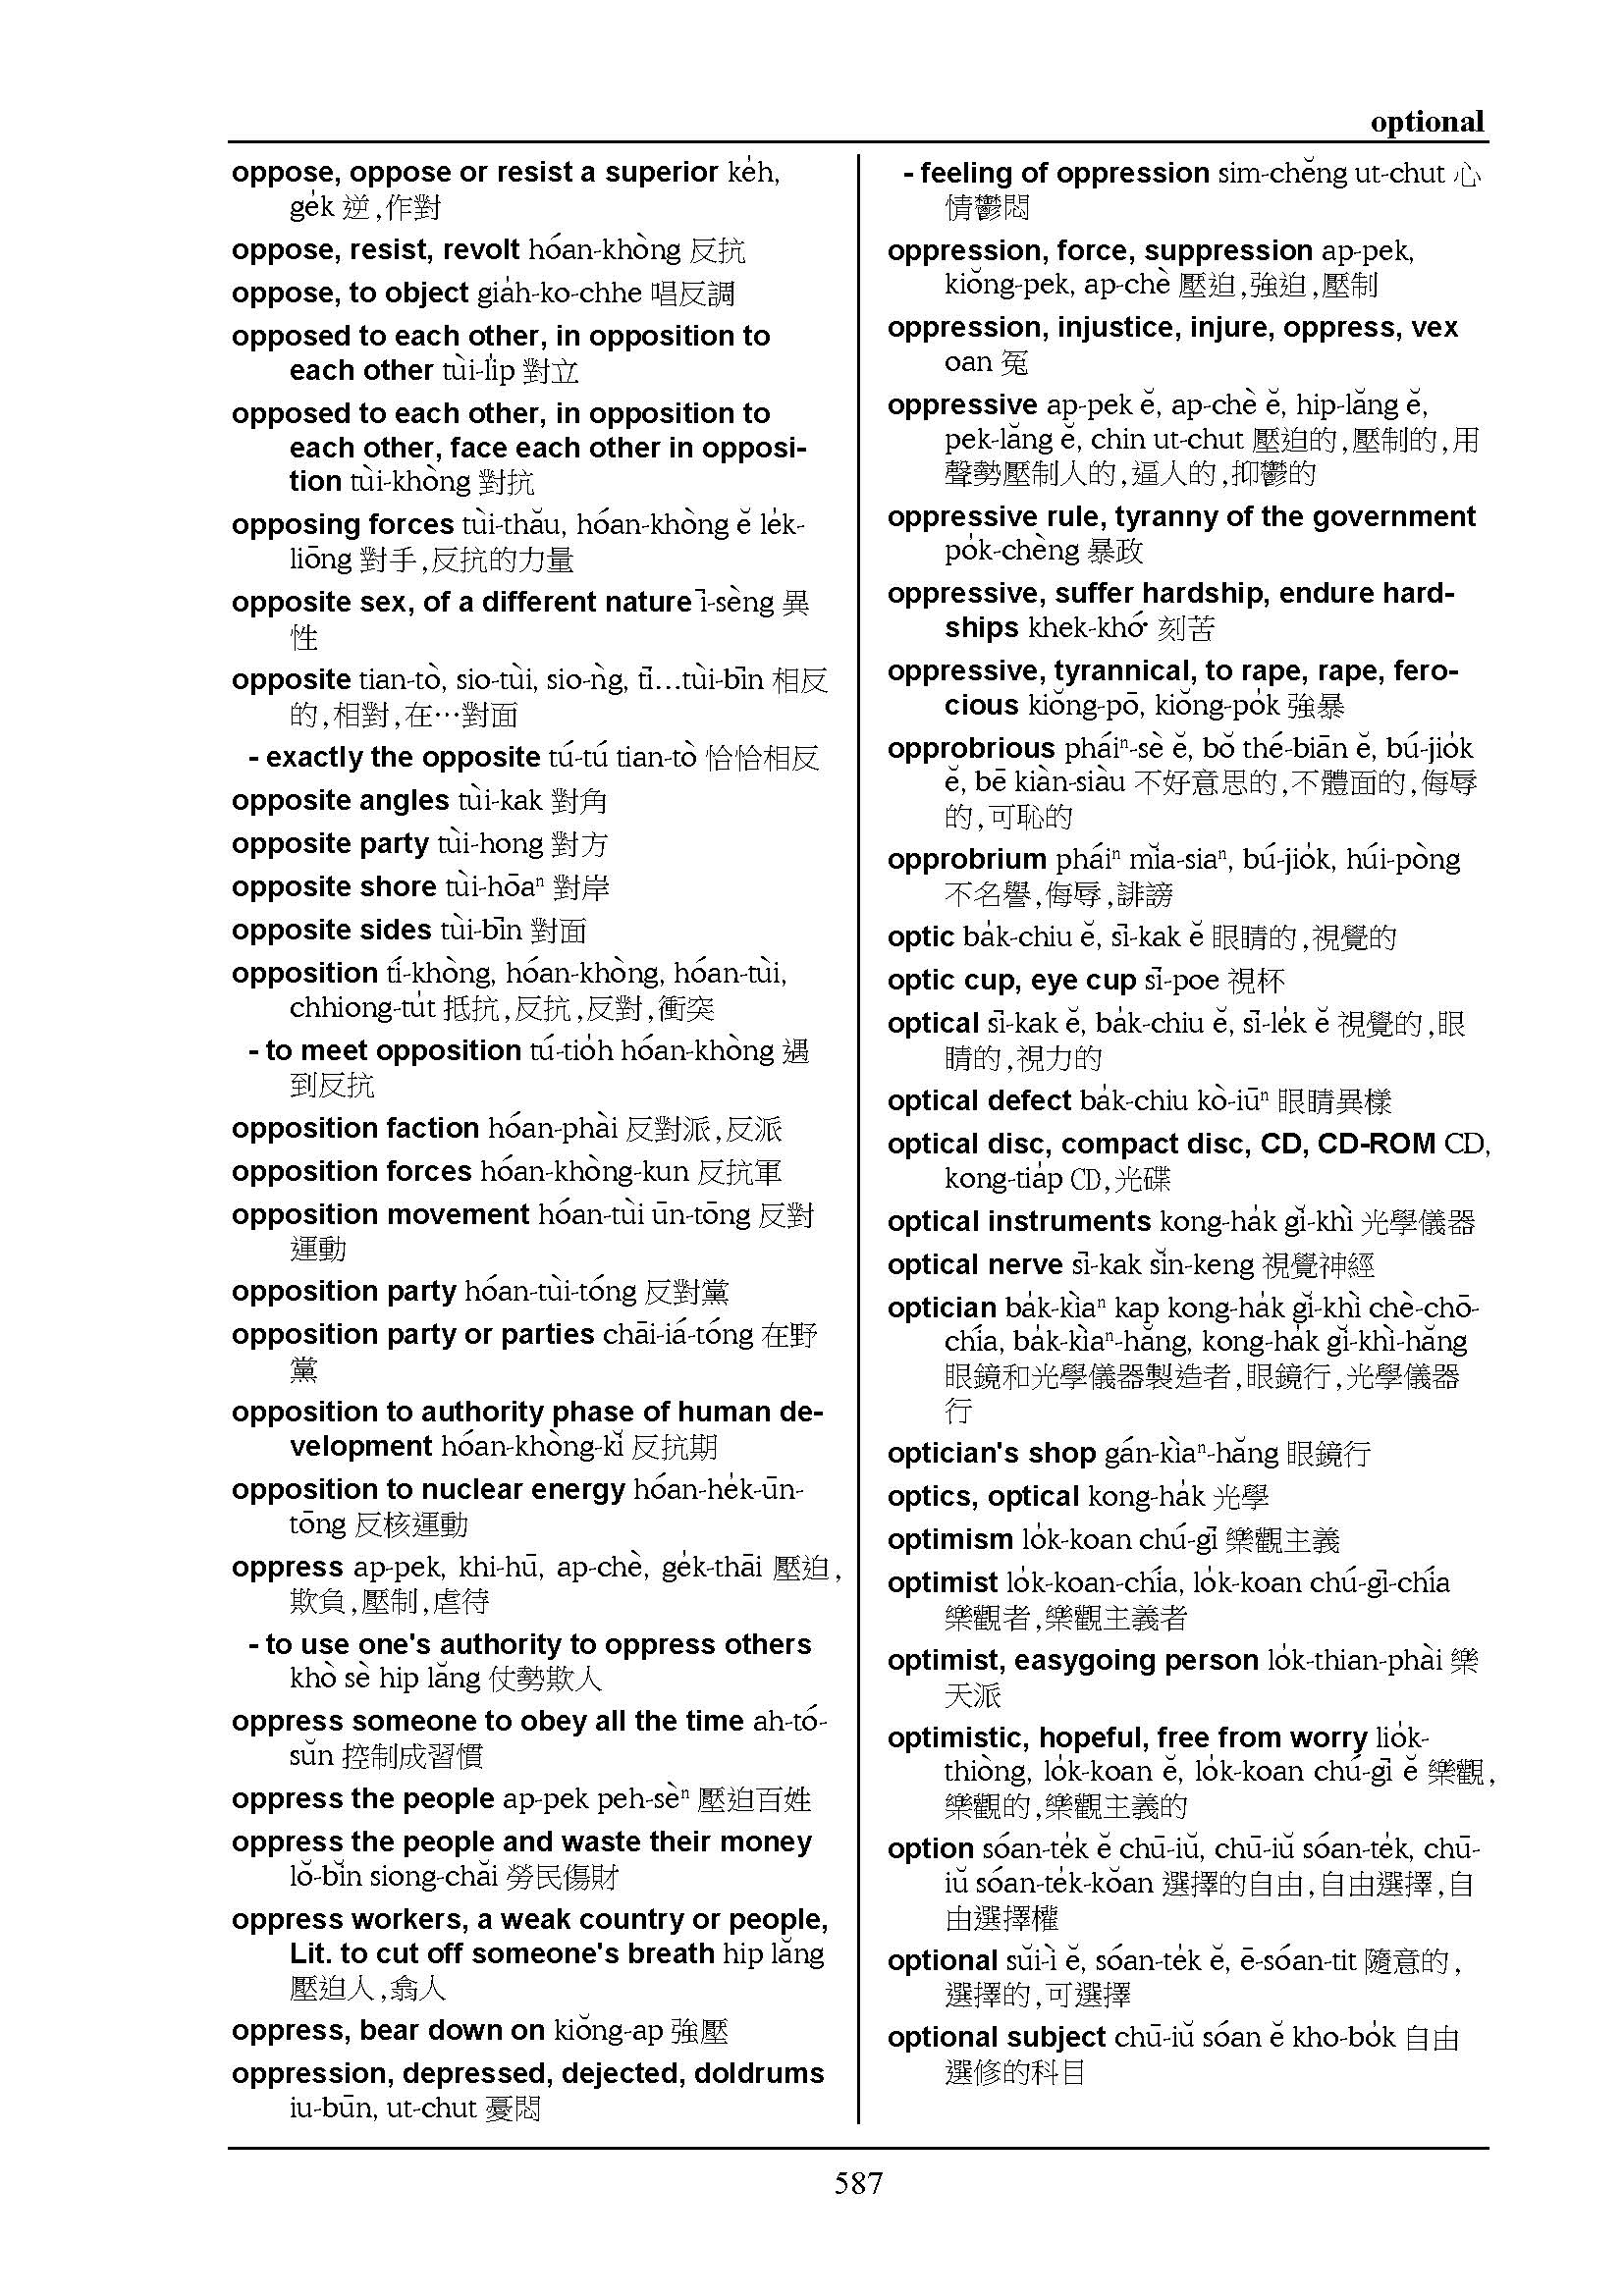 optional
oppose, oppose or resist a superior ke̍h,
ge̍k 逆,作對
oppose, resist, revolt hóan-khòng 反抗
oppose, to object gia̍h-ko-chhe 唱反調
opposed to each other, in opposition to
each other tùi-li̍p 對立
opposed to each other, in opposition to
each other, face each other in opposi-
tion tùi-khòng 對抗
opposing forces tùi-thău, hóan-khòng ĕ le̍k-
liōng 對手,反抗的力量
opposite sex, of a different nature ī-sèng 異
性
opposite tian-tò, sio-tùi, sio-ǹg, tī…tùi-bīn 相反
的,相對,在…對面
- exactly the opposite tú-tú tian-tò 恰恰相反
opposite angles tùi-kak 對角
opposite party tùi-hong 對方
opposite shore tùi-hōaⁿ 對岸
opposite sides tùi-bīn 對面
opposition tí-khòng, hóan-khòng, hóan-tùi,
chhiong-tu̍t 抵抗,反抗,反對,衝突
- to meet opposition tú-tio̍h hóan-khòng 遇
到反抗
opposition faction hóan-phài 反對派,反派
opposition forces hóan-khòng-kun 反抗軍
opposition movement hóan-tùi ūn-tōng 反對
運動
opposition party hóan-tùi-tóng 反對黨
opposition party or parties chāi-iá-tóng 在野
黨
opposition to authority phase of human de-
velopment hóan-khòng-kĭ 反抗期
opposition to nuclear energy hóan-he̍k-ūn-
tōng 反核運動
oppress ap-pek, khi-hū, ap-chè, ge̍k-thāi 壓迫,
欺負,壓制,虐待
- to use one's authority to oppress others
khò sè hip lăng 仗勢欺人
oppress someone to obey all the time ah-tó-
sŭn 控制成習慣
oppress the people ap-pek peh-sèⁿ 壓迫百姓
oppress the people and waste their money
lŏ-bĭn siong-chăi 勞民傷財
oppress workers, a weak country or people,
Lit. to cut off someone's breath hip lăng
壓迫人,翕人
oppress, bear down on kiŏng-ap 強壓
oppression, depressed, dejected, doldrums
iu-būn, ut-chut 憂悶
- feeling of oppression sim-chĕng ut-chut 心
情鬱悶
oppression, force, suppression ap-pek,
kiŏng-pek, ap-chè 壓迫,強迫,壓制
oppression, injustice, injure, oppress, vex
oan 冤
oppressive ap-pek ĕ, ap-chè ĕ, hip-lăng ĕ,
pek-lăng ĕ, chin ut-chut 壓迫的,壓制的,用
聲勢壓制人的,逼人的,抑鬱的
oppressive rule, tyranny of the government
po̍k-chèng 暴政
oppressive, suffer hardship, endure hard-
ships khek-khó͘ 刻苦
oppressive, tyrannical, to rape, rape, fero-
cious kiŏng-pō, kiŏng-po̍k 強暴
opprobrious pháiⁿ-sè ĕ, bŏ thé-biān ĕ, bú-jio̍k
ĕ, bē kiàn-siàu 不好意思的,不體面的,侮辱
的,可恥的
opprobrium pháiⁿ mĭa-siaⁿ, bú-jio̍k, húi-pòng
不名譽,侮辱,誹謗
optic ba̍k-chiu ĕ, sī-kak ĕ 眼睛的,視覺的
optic cup, eye cup sī-poe 視杯
optical sī-kak ĕ, ba̍k-chiu ĕ, sī-le̍k ĕ 視覺的,眼
睛的,視力的
optical defect ba̍k-chiu kò-iūⁿ 眼睛異樣
optical disc, compact disc, CD, CD-ROM CD,
kong-tia̍p CD,光碟
optical instruments kong-ha̍k gĭ-khì 光學儀器
optical nerve sī-kak sĭn-keng 視覺神經
optician ba̍k-kìaⁿ kap kong-ha̍k gĭ-khì chè-chō-
chía, ba̍k-kìaⁿ-hăng, kong-ha̍k gĭ-khì-hăng
眼鏡和光學儀器製造者,眼鏡行,光學儀器
行
optician's shop gán-kìaⁿ-hăng 眼鏡行
optics, optical kong-ha̍k 光學
optimism lo̍k-koan chú-gī 樂觀主義
optimist lo̍k-koan-chía, lo̍k-koan chú-gī-chía
樂觀者,樂觀主義者
optimist, easygoing person lo̍k-thian-phài 樂
天派
optimistic, hopeful, free from worry lio̍k-
thiòng, lo̍k-koan ĕ, lo̍k-koan chú-gī ĕ 樂觀,
樂觀的,樂觀主義的
option sóan-te̍k ĕ chū-iŭ, chū-iŭ sóan-te̍k, chū-
iŭ sóan-te̍k-kŏan 選擇的自由,自由選擇,自
由選擇權
optional sŭi-ì ĕ, sóan-te̍k ĕ, ē-sóan-tit 隨意的,
選擇的,可選擇
optional subject chū-iŭ sóan ĕ kho-bo̍k 自由
選修的科目
587